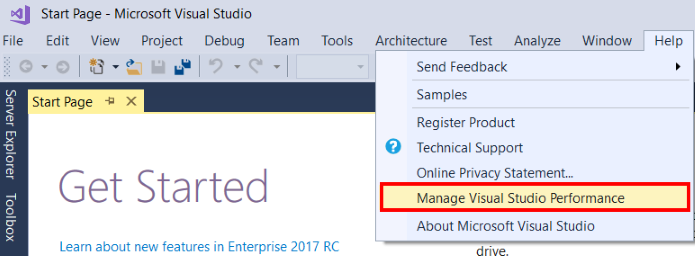 Start Page - Microsoft Visual Studio
File Edit View Project Debug Team Tools Architecture Test Analyze Window Help
Send Feedback
Samples
Register Product
Technical Support
Online Privacy Statement...
Manage Visual Studio Performance
About Microsoft Visual Studio
Server Explorer
Toolbox
Start Page
Get Started
Learn about new features in Enterprise 2017 RC
drive.